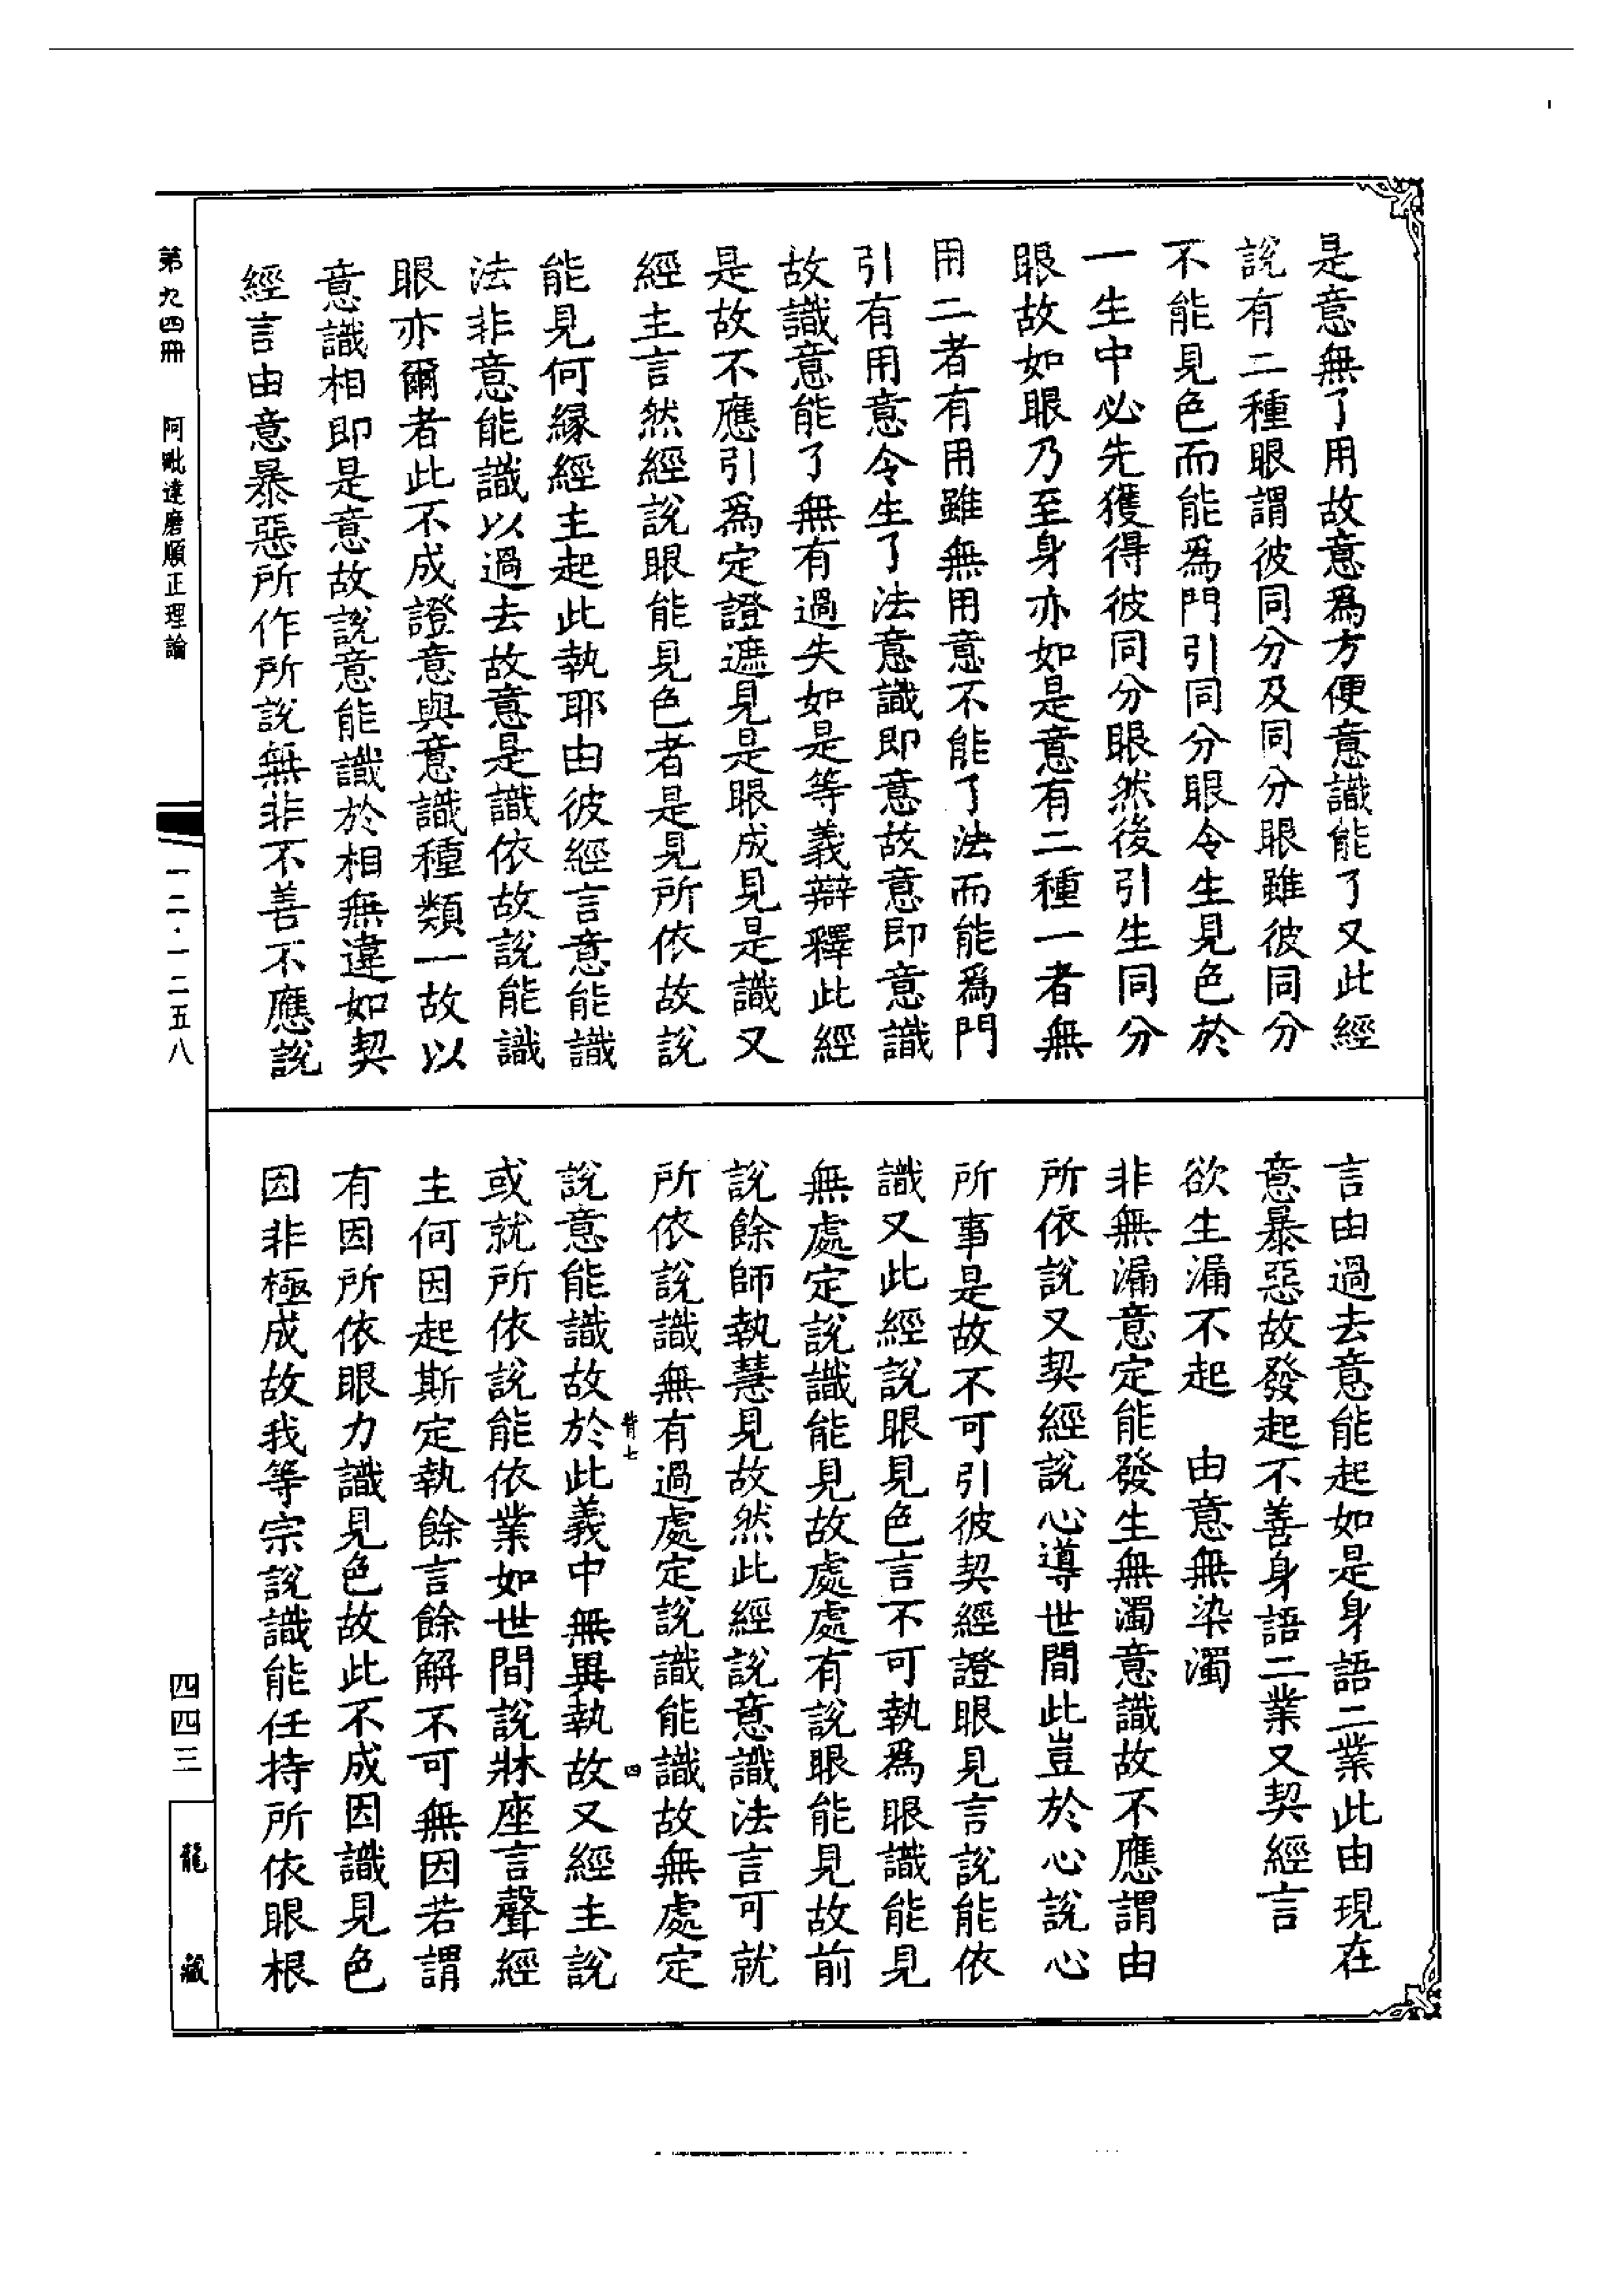 是意無了用故意爲方便意識能了又此經
說有二種眼謂彼同分及同分眼雖彼同分
不能見色而能爲門引同分眼令生見色於
一生中必先獲得彼同分眼然後引生同分
眼故如眼乃至身亦如是意有二種一者無
用二者有用雖無用意不能了法而能爲門
引有用意令生了法意識即意故意即意識
故識意能了無有過失如是等義辯釋此經
是故不應引爲定證遮見是眼成見是識又
經主言然經說眼能見色者是見所依故說
能見何縁經主起此執耶由彼經言意能識
法非意能識以過去故意是識依故說能識
眼亦爾者此不成證意與意識種類一故以
意識相即是意故說意能識於相無違如契
經言由意暴惡所作所說無非不善不應說
言由過去意能起如是身語二業此由現在
意暴惡故發起不善身語二業又契經言
欲生漏不起　由意無染濁
非無漏意定能發生無濁意識故不應謂由
所依說又契經說心導世間此豈於心說心
所事是故不可引彼契經證眼見言說能依
識又此經說眼見色言不可執爲眼識能見
無處定說識能見故處處有說眼能見故前
說餘師執慧見故然此經說意識法言可就
所依說識無有過處定說識能識故無處定
背七
四
說意能識故於此義中無異執故又經主說
或就所依說能依業如世間說牀座言聲經
主何因起斯定執餘言餘解不可無因若謂
有因所依眼力識見色故此不成因識見色
因非極成故我等宗說識能任持所依眼根
第九四冊　阿毗達磨順正理論
一二·一二五八
四四三
龍藏